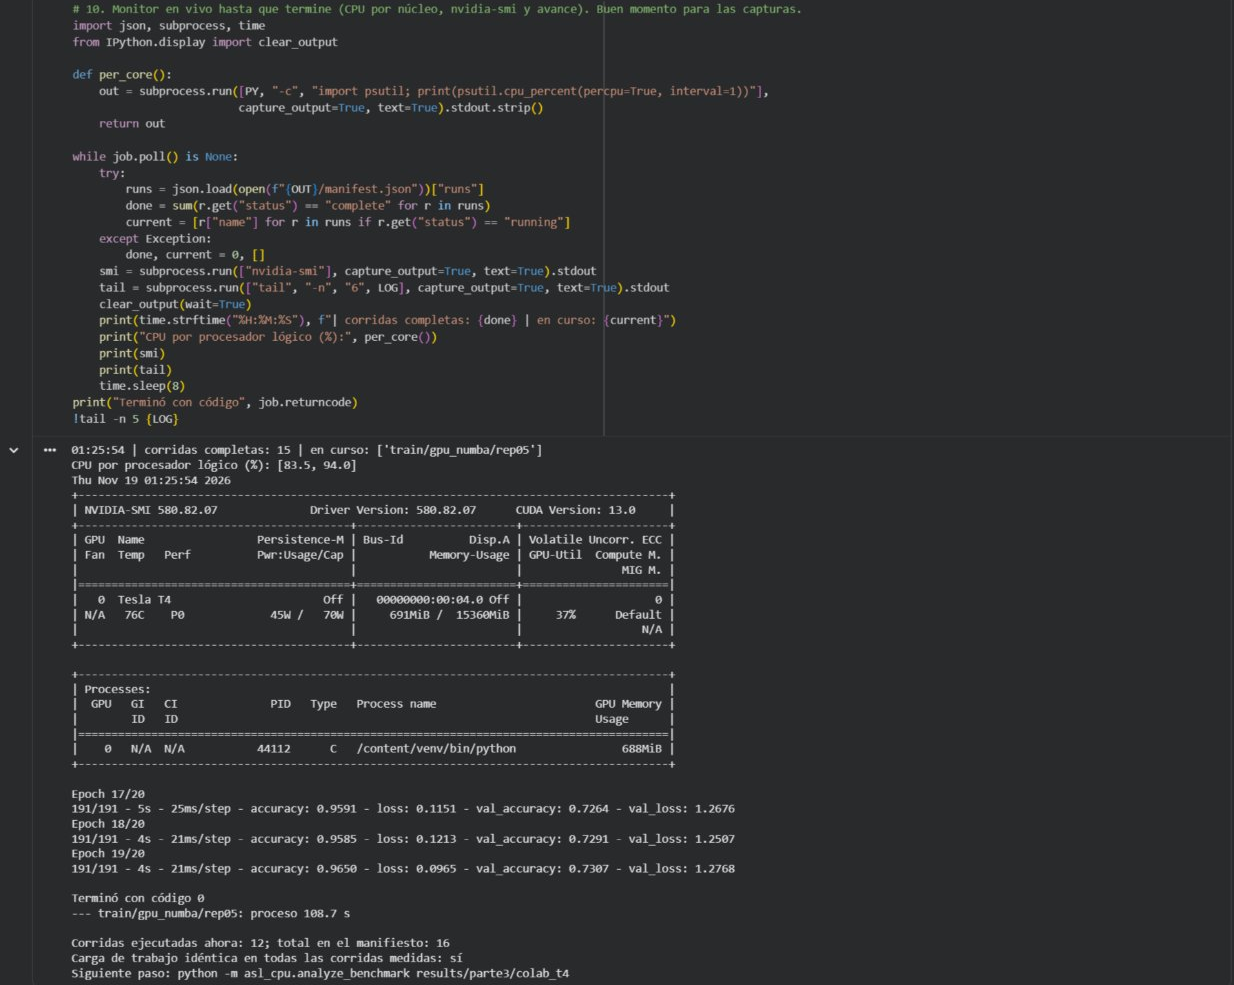 # 10. Monitor en vivo hasta que termine (CPU por núcleo, nvidia-smi y avance). Buen momento para las capturas.
import json, subprocess, time
from IPython.display import clear_output

def per_core():
    out = subprocess.run([PY, "-c", "import psutil; print(psutil.cpu_percent(percpu=True, interval=1))"],
                         capture_output=True, text=True).stdout.strip()
    return out

while job.poll() is None:
    try:
        runs = json.load(open(f"{OUT}/manifest.json"))["runs"]
        done = sum(r.get("status") == "complete" for r in runs)
        current = [r["name"] for r in runs if r.get("status") == "running"]
    except Exception:
        done, current = 0, []
    smi = subprocess.run(["nvidia-smi"], capture_output=True, text=True).stdout
    tail = subprocess.run(["tail", "-n", "6", LOG], capture_output=True, text=True).stdout
    clear_output(wait=True)
    print(time.strftime("%H:%M:%S"), f"| corridas completas: {done} | en curso: {current}")
    print("CPU por procesador lógico (%):", per_core())
    print(smi)
    print(tail)
    time.sleep(8)
print("Terminó con código", job.returncode)
!tail -n 5 {LOG}
01:25:54 | corridas completas: 15 | en curso: ['train/gpu_numba/rep05']
CPU por procesador lógico (%): [83.5, 94.0]
Thu Nov 19 01:25:54 2026
+-----------------------------------------------------------------------------------------+
| NVIDIA-SMI 580.82.07              Driver Version: 580.82.07      CUDA Version: 13.0     |
+-----------------------------------------+------------------------+----------------------+
| GPU  Name                 Persistence-M | Bus-Id          Disp.A | Volatile Uncorr. ECC |
| Fan  Temp   Perf          Pwr:Usage/Cap |           Memory-Usage | GPU-Util  Compute M. |
|                                         |                        |               MIG M. |
|=========================================+========================+======================|
|   0  Tesla T4                       Off |   00000000:00:04.0 Off |                    0 |
| N/A   76C    P0             45W /   70W |     691MiB /  15360MiB |     37%      Default |
|                                         |                        |                  N/A |
+-----------------------------------------+------------------------+----------------------+

+-----------------------------------------------------------------------------------------+
| Processes:                                                                              |
|  GPU   GI   CI              PID   Type   Process name                        GPU Memory |
|        ID   ID                                                               Usage      |
|=========================================================================================|
|    0   N/A  N/A           44112      C   /content/venv/bin/python                688MiB |
+-----------------------------------------------------------------------------------------+

Epoch 17/20
191/191 - 5s - 25ms/step - accuracy: 0.9591 - loss: 0.1151 - val_accuracy: 0.7264 - val_loss: 1.2676
Epoch 18/20
191/191 - 4s - 21ms/step - accuracy: 0.9585 - loss: 0.1213 - val_accuracy: 0.7291 - val_loss: 1.2507
Epoch 19/20
191/191 - 4s - 21ms/step - accuracy: 0.9650 - loss: 0.0965 - val_accuracy: 0.7307 - val_loss: 1.2768

Terminó con código 0
--- train/gpu_numba/rep05: proceso 108.7 s

Corridas ejecutadas ahora: 12; total en el manifiesto: 16
Carga de trabajo idéntica en todas las corridas medidas: sí
Siguiente paso: python -m asl_cpu.analyze_benchmark results/parte3/colab_t4